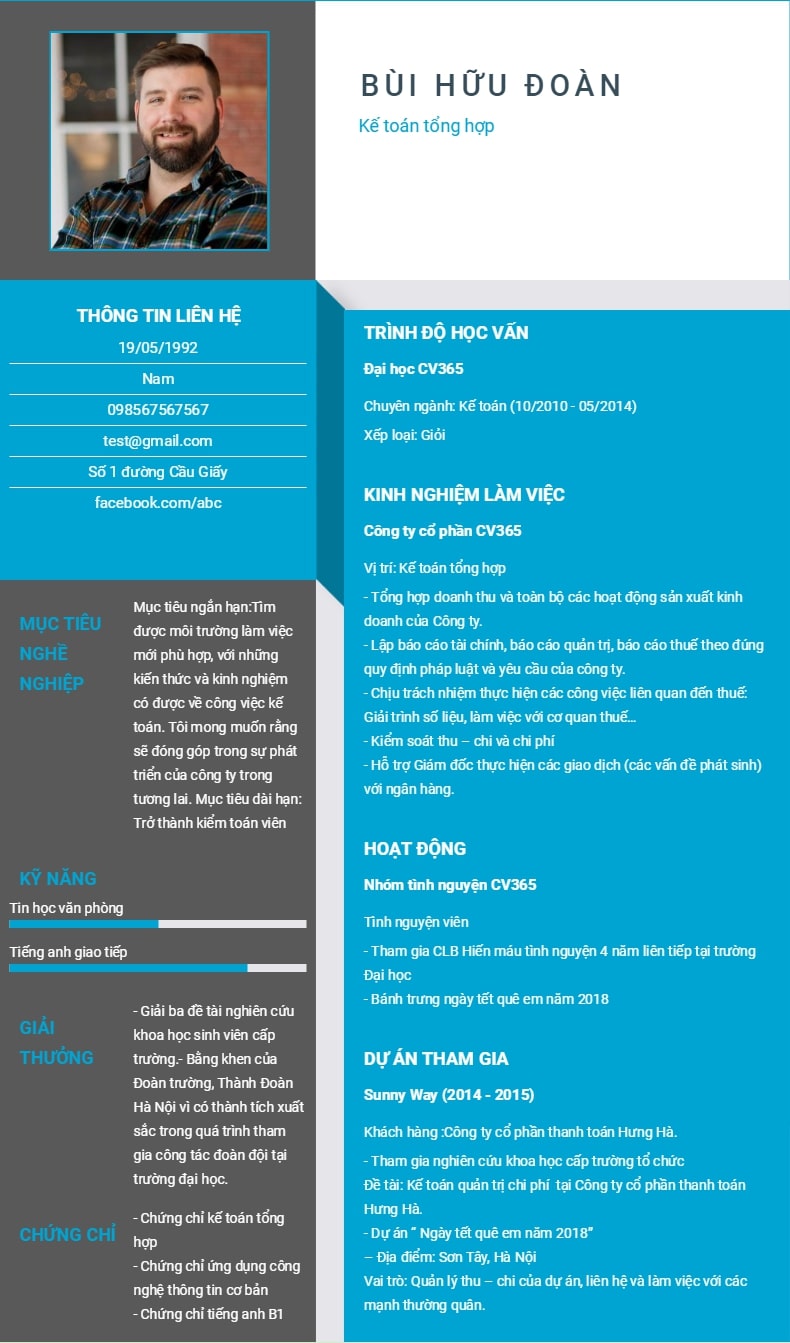 BÙI HỮU ĐOÀN
Kế toán tổng hợp
THÔNG TIN LIÊN HỆ
19/05/1992
Nam
098567567567
test@gmail.com
Số 1 đường Cầu Giấy
facebook.com/abc
MỤC TIÊU
NGHỀ
NGHIỆP
Mục tiêu ngắn hạn:Tìm
được môi trường làm việc
mới phù hợp, với những
kiến thức và kinh nghiệm
có được về công việc kế
toán. Tôi mong muốn rằng
sẽ đóng góp trong sự phát
triển của công ty trong
tương lai. Mục tiêu dài hạn:
Trở thành kiểm toán viên
KỸ NĂNG
Tin học văn phòng
Tiếng anh giao tiếp
GIẢI
THƯỞNG
- Giải ba đề tài nghiên cứu
khoa học sinh viên cấp
trường.- Bằng khen của
Đoàn trường, Thành Đoàn
Hà Nội vì có thành tích xuất
sắc trong quá trình tham
gia công tác đoàn đội tại
trường đại học.
CHỨNG CHỈ
- Chứng chỉ kế toán tổng
hợp
- Chứng chỉ ứng dụng công
nghệ thông tin cơ bản
- Chứng chỉ tiếng anh B1
TRÌNH ĐỘ HỌC VẤN
Đại học CV365
Chuyên ngành: Kế toán (10/2010 - 05/2014)
Xếp loại: Giỏi
KINH NGHIỆM LÀM VIỆC
Công ty cổ phần CV365
Vị trí: Kế toán tổng hợp
- Tổng hợp doanh thu và toàn bộ các hoạt động sản xuất kinh
doanh của Công ty.
- Lập báo cáo tài chính, báo cáo quản trị, báo cáo thuế theo đúng
quy định pháp luật và yêu cầu của công ty.
- Chịu trách nhiệm thực hiện các công việc liên quan đến thuế:
Giải trình số liệu, làm việc với cơ quan thuế...
- Kiểm soát thu – chi và chi phí
- Hỗ trợ Giám đốc thực hiện các giao dịch (các vấn đề phát sinh)
với ngân hàng.
HOẠT ĐỘNG
Nhóm tình nguyện CV365
Tình nguyện viên
- Tham gia CLB Hiến máu tình nguyện 4 năm liên tiếp tại trường
Đại học
- Bánh trưng ngày tết quê em năm 2018
DỰ ÁN THAM GIA
Sunny Way (2014 - 2015)
Khách hàng :Công ty cổ phần thanh toán Hưng Hà.
- Tham gia nghiên cứu khoa học cấp trường tổ chức
Đề tài: Kế toán quản trị chi phí  tại Công ty cổ phần thanh toán
Hưng Hà.
- Dự án “ Ngày tết quê em năm 2018”
– Địa điểm: Sơn Tây, Hà Nội
Vai trò: Quản lý thu – chi của dự án, liên hệ và làm việc với các
mạnh thường quân.